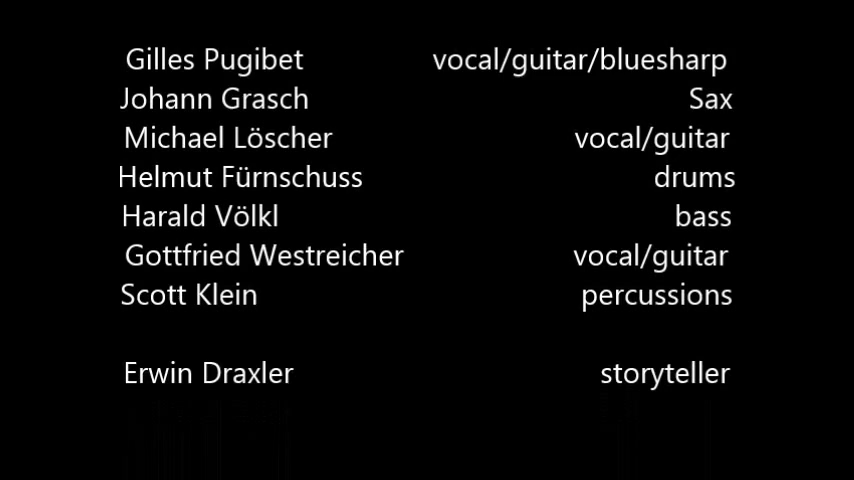 Gilles Pugibet vocal/guitar/bluesharp
Johann Grasch Sax
Michael Löscher vocal/guitar
Helmut Fürnschuss drums
Harald Völkl bass
Gottfried Westreicher vocal/guitar
Scott Klein percussions
Erwin Draxler storyteller